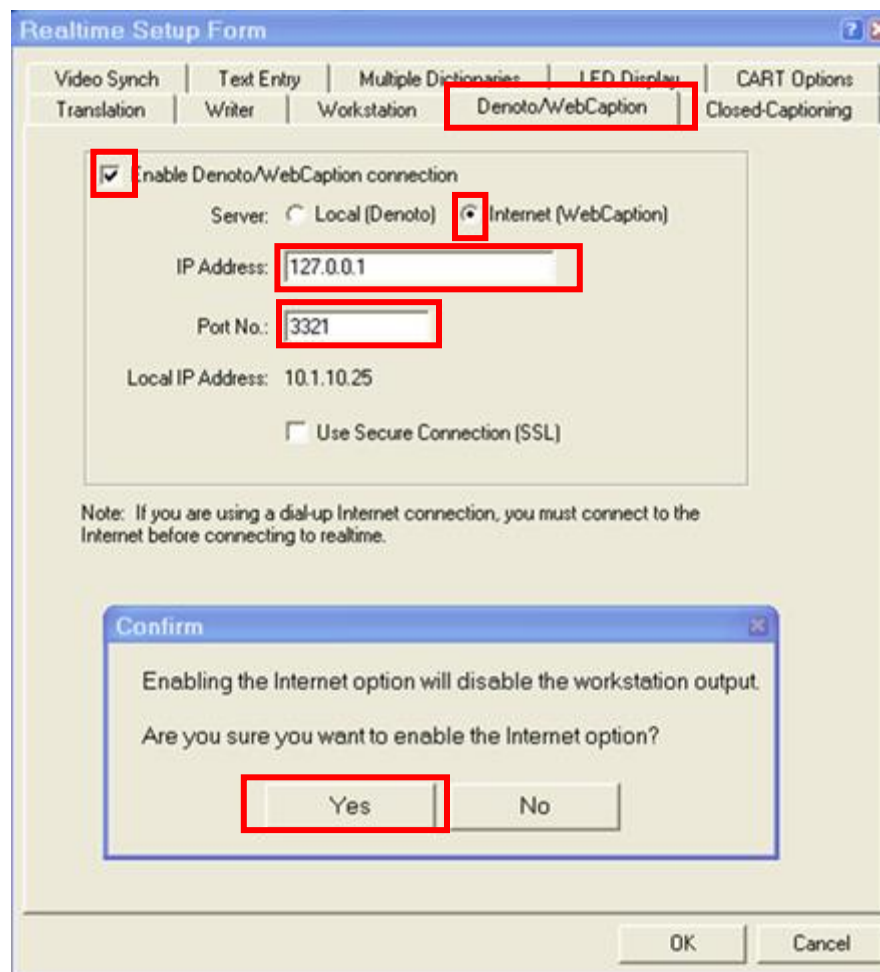 Realtime Setup Form
Video Synch Text Entry Multiple Dictionaries LED Display CART Options
Translation Writer Workstation Denoto/WebCaption Closed-Captioning
Enable Denoto/WebCaption connection
Server: Local (Denoto) Internet (WebCaption)
IP Address: 127.0.0.1
Port No.: 3321
Local IP Address: 10.1.10.25
Use Secure Connection (SSL)
Note: If you are using a dial-up Internet connection, you must connect to the
Internet before connecting to realtime.
Confirm
Enabling the Internet option will disable the workstation output.
Are you sure you want to enable the Internet option?
Yes No
OK Cancel